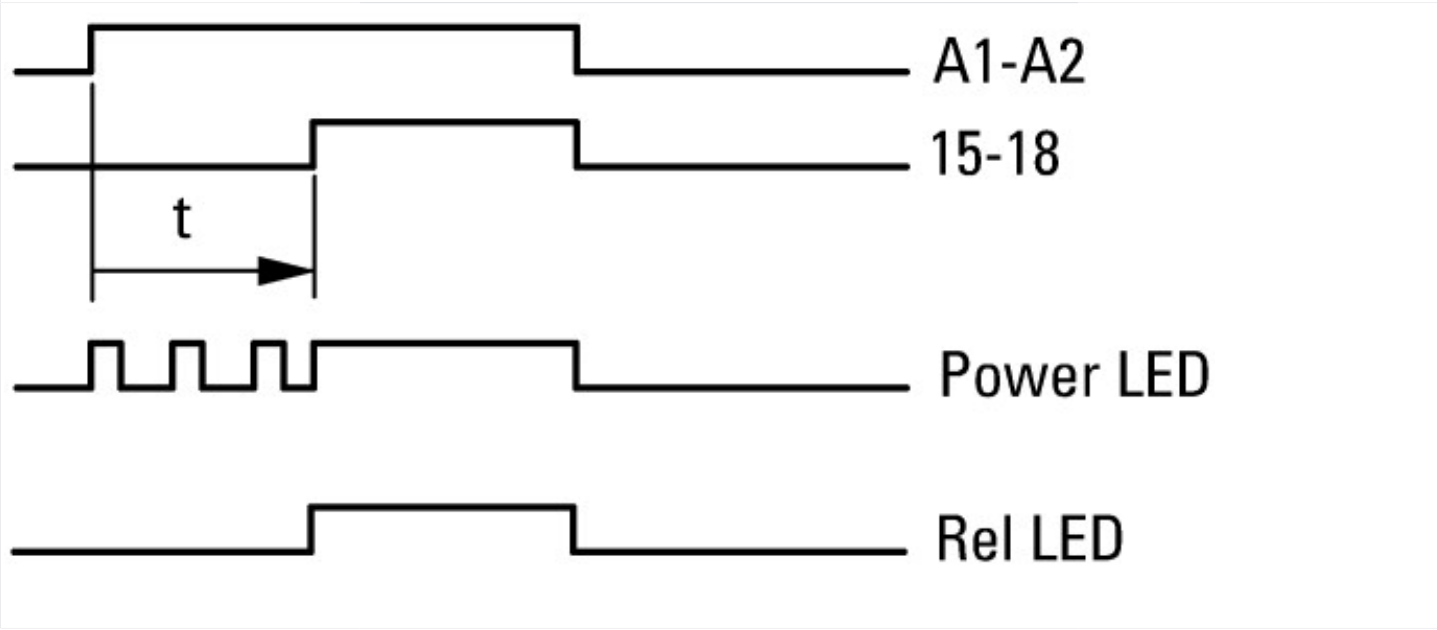 A1-A2
15-18
t
Power LED
Rel LED